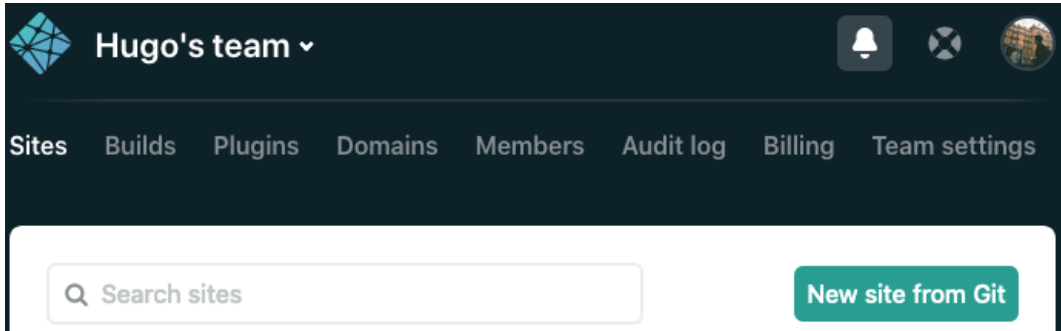 Hugo's team
Sites Builds Plugins Domains Members Audit log Billing Team settings
Search sites New site from Git